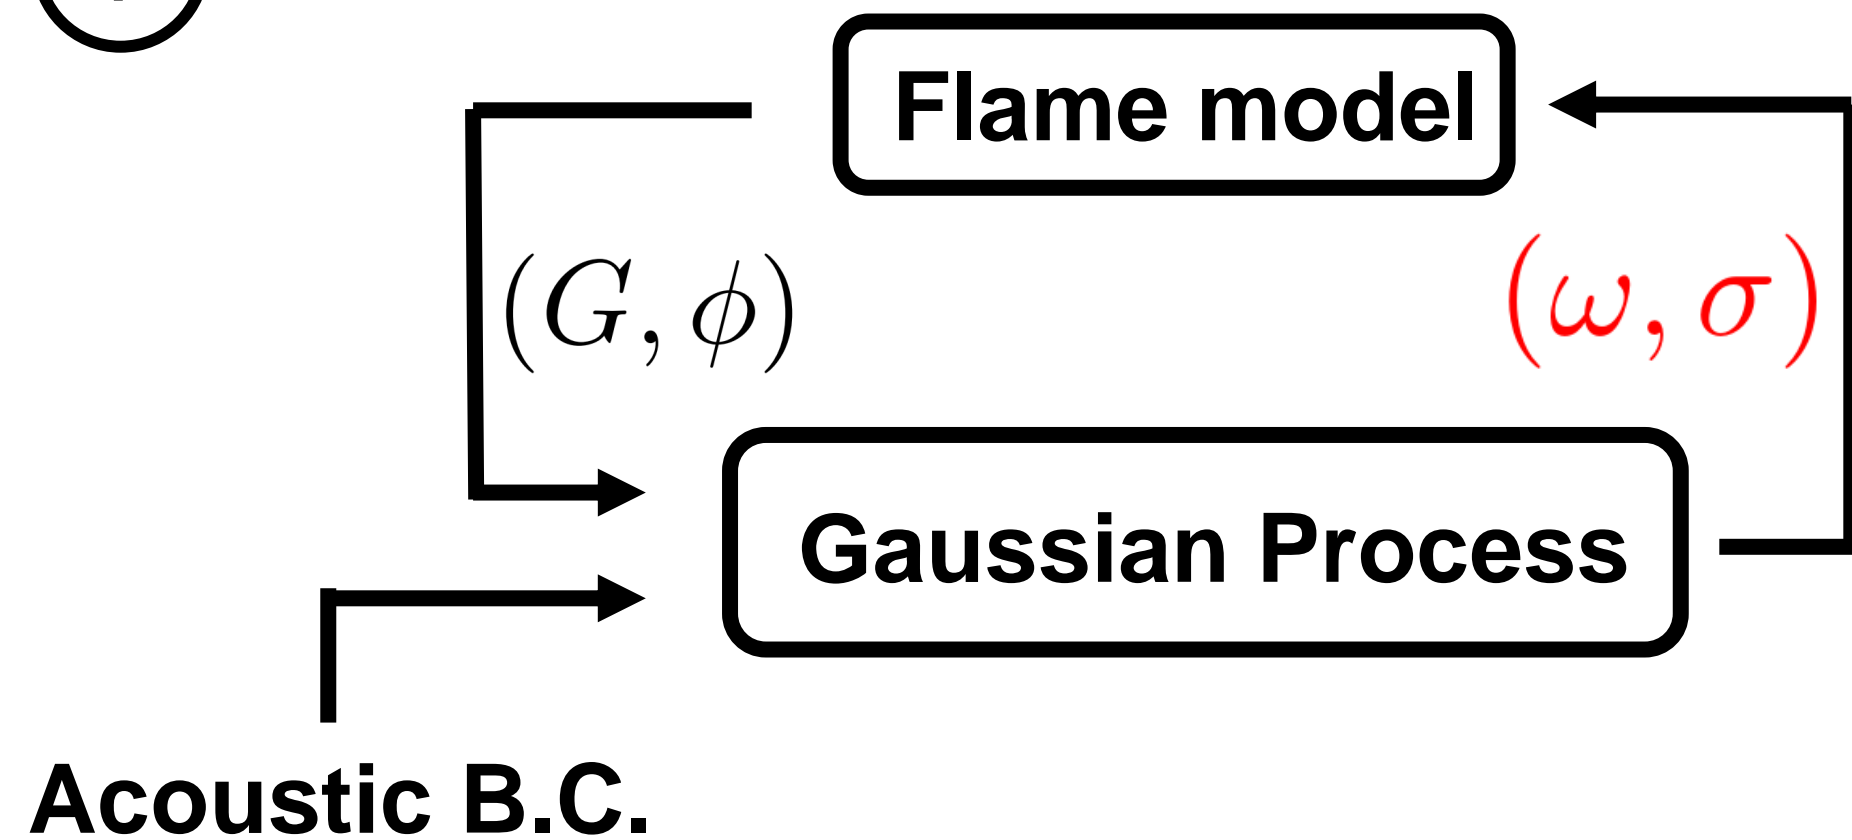 Flame model
(G, ϕ)
(ω, σ)
Gaussian Process
Acoustic B.C.